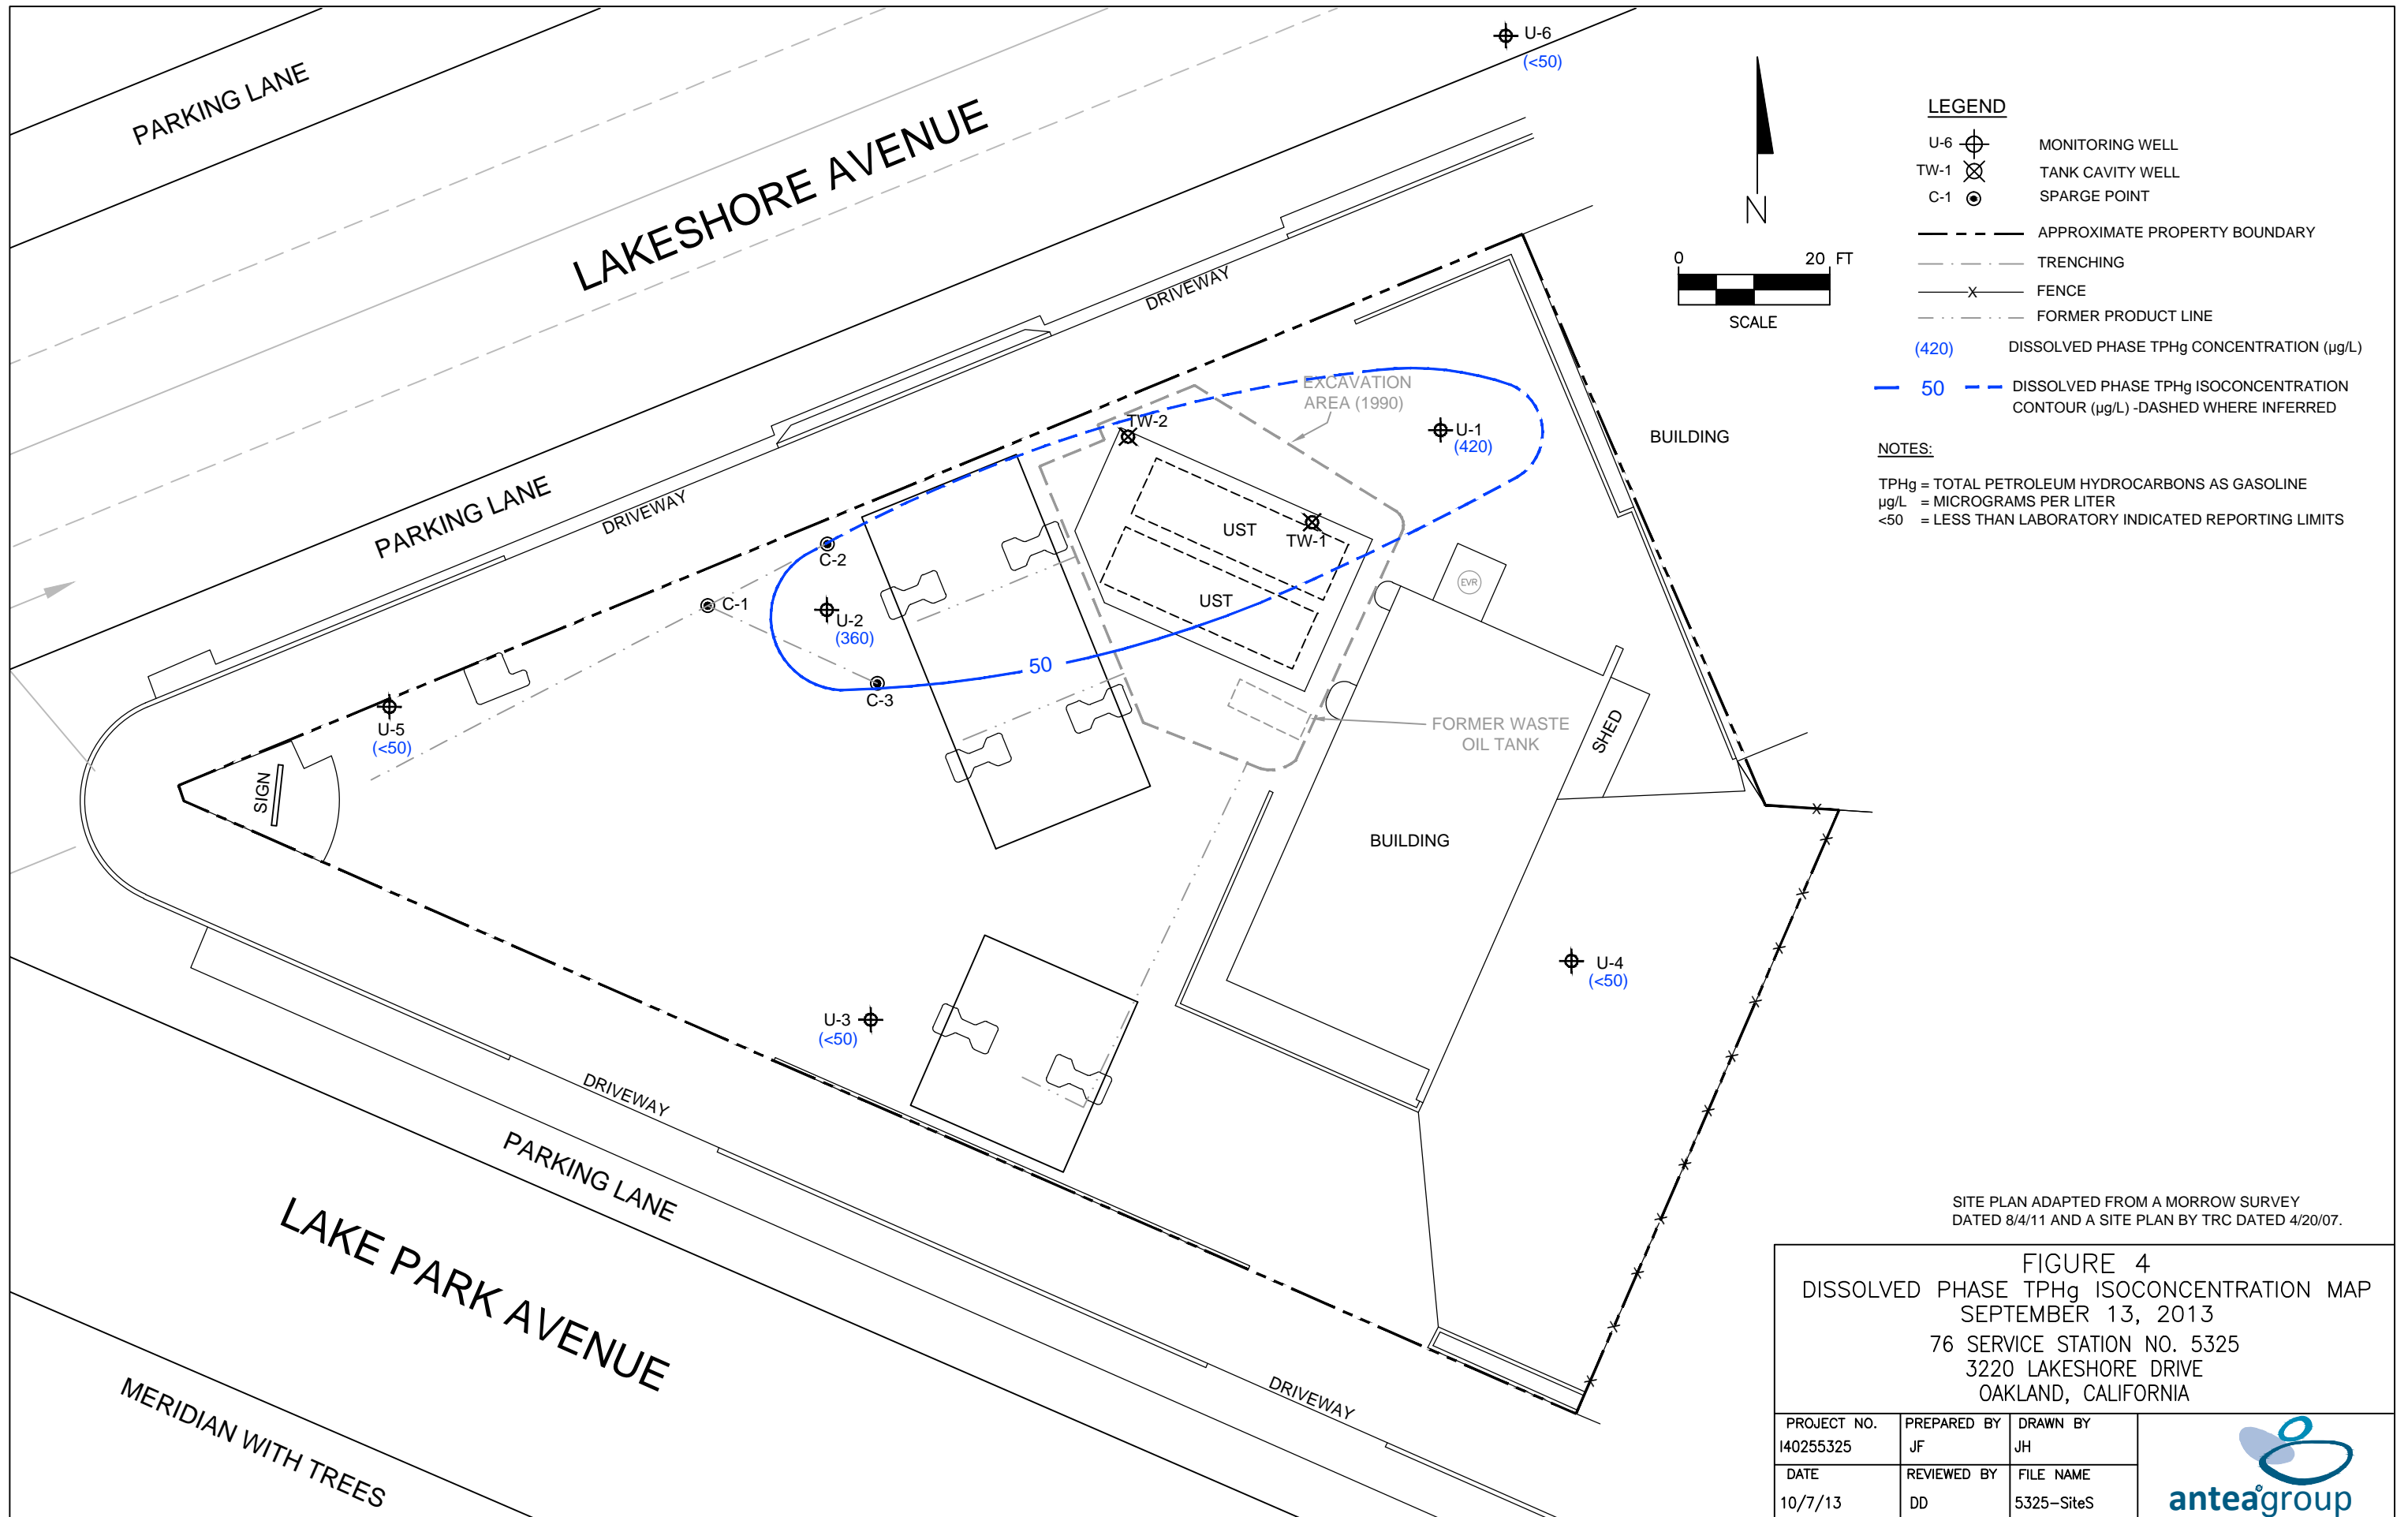 PARKING LANE
LAKESHORE AVENUE
U-6
(<50)
N
0 20 FT
SCALE
LEGEND
U-6 MONITORING WELL
TW-1 TANK CAVITY WELL
C-1 SPARGE POINT
APPROXIMATE PROPERTY BOUNDARY
TRENCHING
X FENCE
FORMER PRODUCT LINE
(420) DISSOLVED PHASE TPHg CONCENTRATION (µg/L)
50 DISSOLVED PHASE TPHg ISOCONCENTRATION
CONTOUR (µg/L) -DASHED WHERE INFERRED
NOTES:
TPHg = TOTAL PETROLEUM HYDROCARBONS AS GASOLINE
µg/L = MICROGRAMS PER LITER
<50 = LESS THAN LABORATORY INDICATED REPORTING LIMITS
DRIVEWAY
EXCAVATION
AREA (1990)
TW-2
U-1
(420)
BUILDING
PARKING LANE
DRIVEWAY
UST
TW-1
UST
C-2
C-1
U-2
(360)
EVR
50
C-3
U-5
(<50)
FORMER WASTE
OIL TANK
SHED
SIGN
BUILDING
U-4
(<50)
U-3
(<50)
DRIVEWAY
PARKING LANE
LAKE PARK AVENUE
DRIVEWAY
MERIDIAN WITH TREES
SITE PLAN ADAPTED FROM A MORROW SURVEY
DATED 8/4/11 AND A SITE PLAN BY TRC DATED 4/20/07.
FIGURE 4
DISSOLVED PHASE TPHg ISOCONCENTRATION MAP
SEPTEMBER 13, 2013
76 SERVICE STATION NO. 5325
3220 LAKESHORE DRIVE
OAKLAND, CALIFORNIA
PROJECT NO. PREPARED BY DRAWN BY
I40255325 JF JH
DATE REVIEWED BY FILE NAME
10/7/13 DD 5325-SiteS
anteagroup